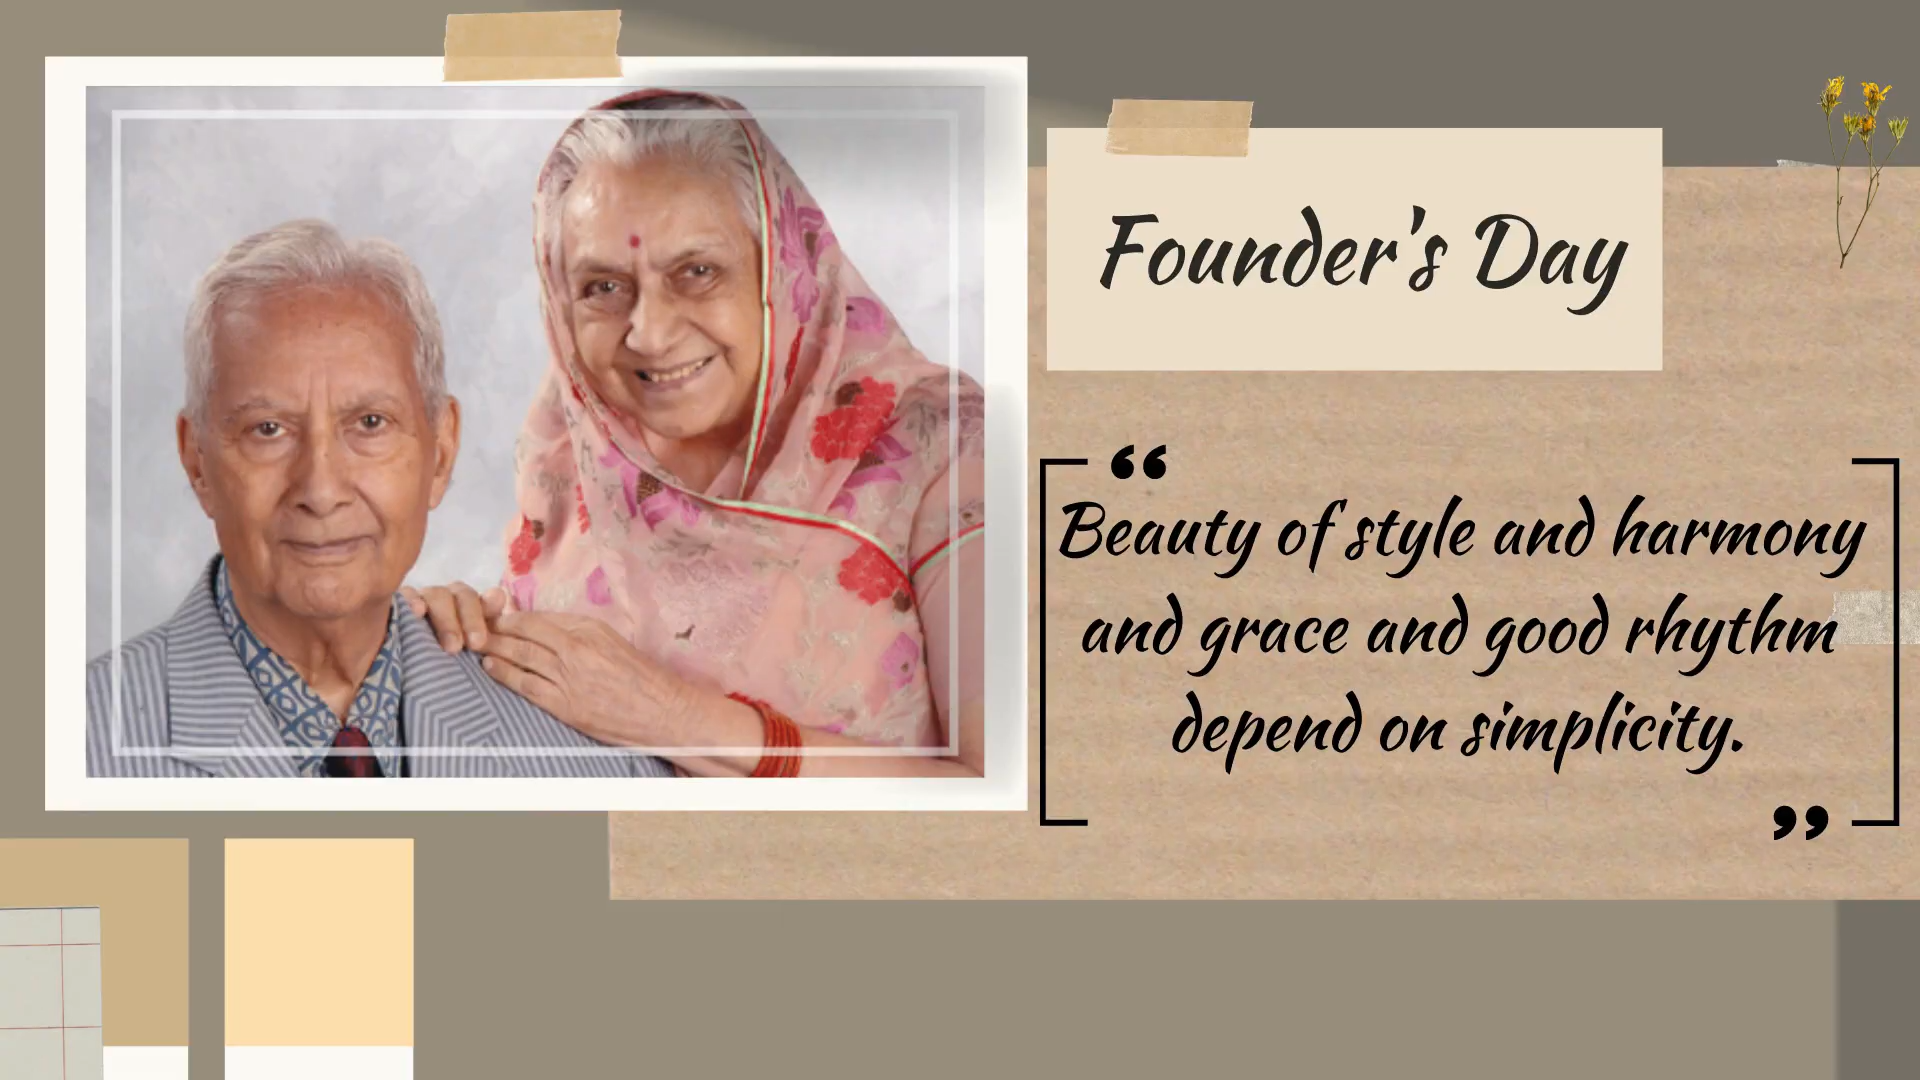 Founder's Day
“
Beauty of style and harmony
and grace and good rhythm
depend on simplicity.
”